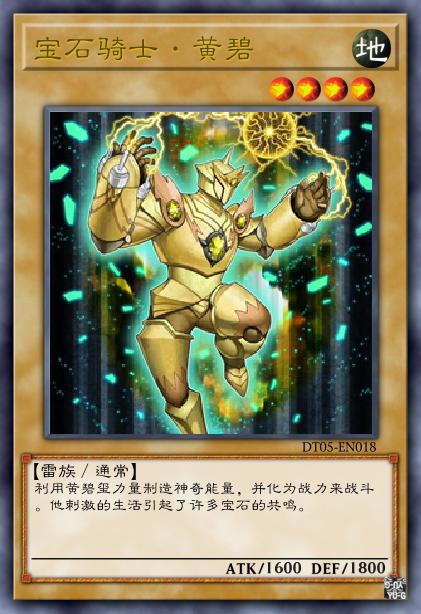 宝石骑士·黄碧
地
DT05-EN018
【雷族/通常】
利用黄碧玺力量制造神奇能量，并化为战力来战斗
。他刺激的生活引起了许多宝石的共鸣。
ATK/1600 DEF/1800